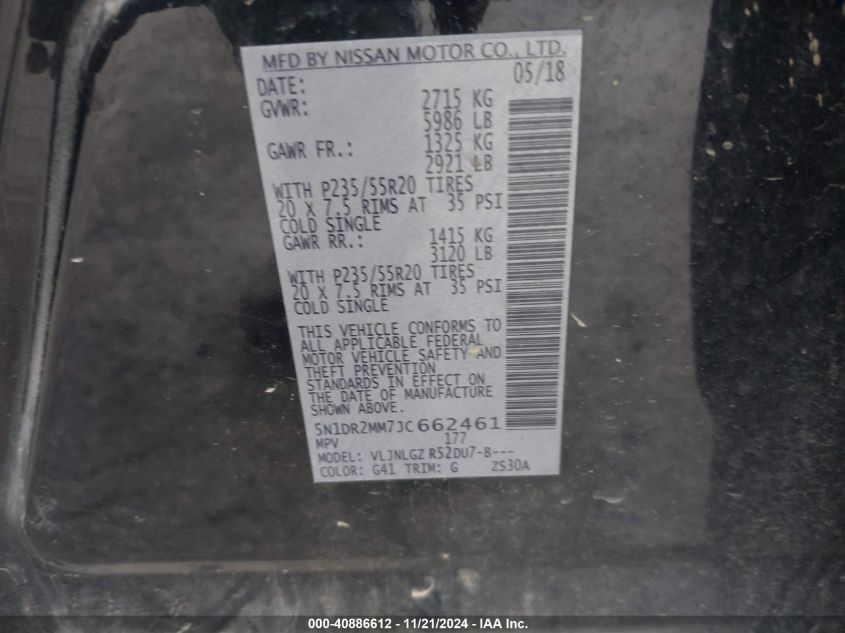 MFD BY NISSAN MOTOR CO., LTD.
DATE: 05/18
GVWR: 2715 KG
5986 LB
GAWR FR.: 1325 KG
2921 LB
WITH P235/55R20 TIRES
20 X 7.5 RIMS AT 35 PSI
COLD SINGLE
GAWR RR.: 1415 KG
3120 LB
WITH P235/55R20 TIRES
20 X 7.5 RIMS AT 35 PSI
COLD SINGLE
THIS VEHICLE CONFORMS TO
ALL APPLICABLE FEDERAL
MOTOR VEHICLE SAFETY AND
THEFT PREVENTION
STANDARDS IN EFFECT ON
THE DATE OF MANUFACTURE
SHOWN ABOVE.
5N1DR2MM7JC662461
MPV 177
MODEL: VLJNLGZ R52DU7-B---
COLOR: G41 TRIM: G ZS30A
000-40886612 - 11/21/2024 - IAA Inc.